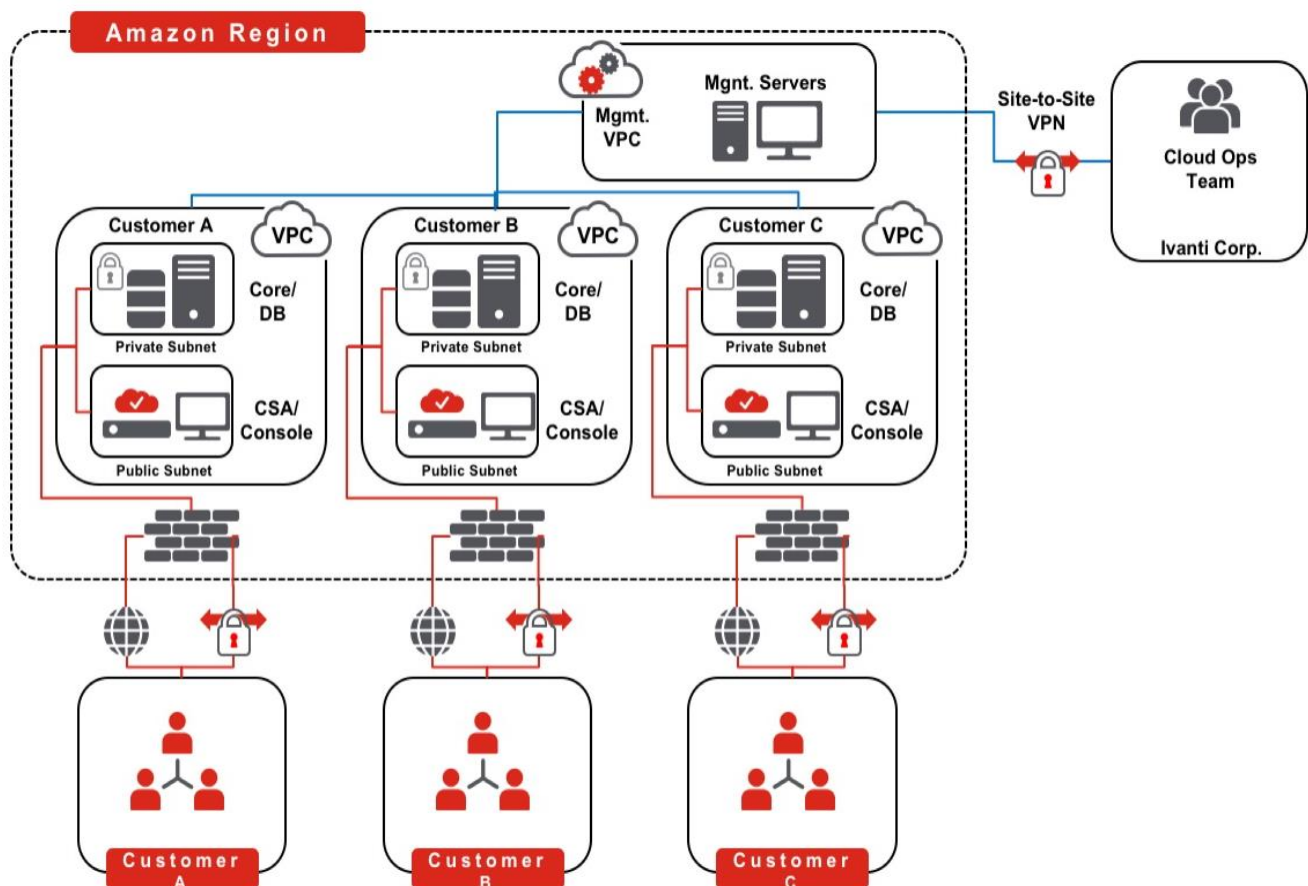 Amazon Region
Mgnt. Servers
Mgmt.
VPC
Site-to-Site
VPN
Cloud Ops
Team
Ivanti Corp.
Customer A
VPC
Core/
DB
Private Subnet
CSA/
Console
Public Subnet
Customer B
VPC
Core/
DB
Private Subnet
CSA/
Console
Public Subnet
Customer C
VPC
Core/
DB
Private Subnet
CSA/
Console
Public Subnet
Customer
A
Customer
B
Customer
C